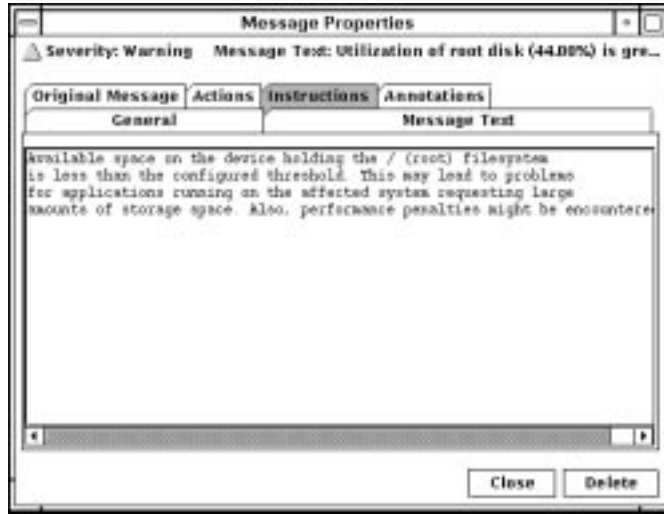 Message Properties
Severity: Warning Message Text: Utilization of root disk (44.00%) is gre...
Original Message Actions Instructions Annotations
General Message Text
Available space on the device holding the / (root) filesystem
is less than the configured threshold. This may lead to problems
for applications running on the affected system requesting large
amounts of storage space. Also, performance penalties might be encountere
Close Delete